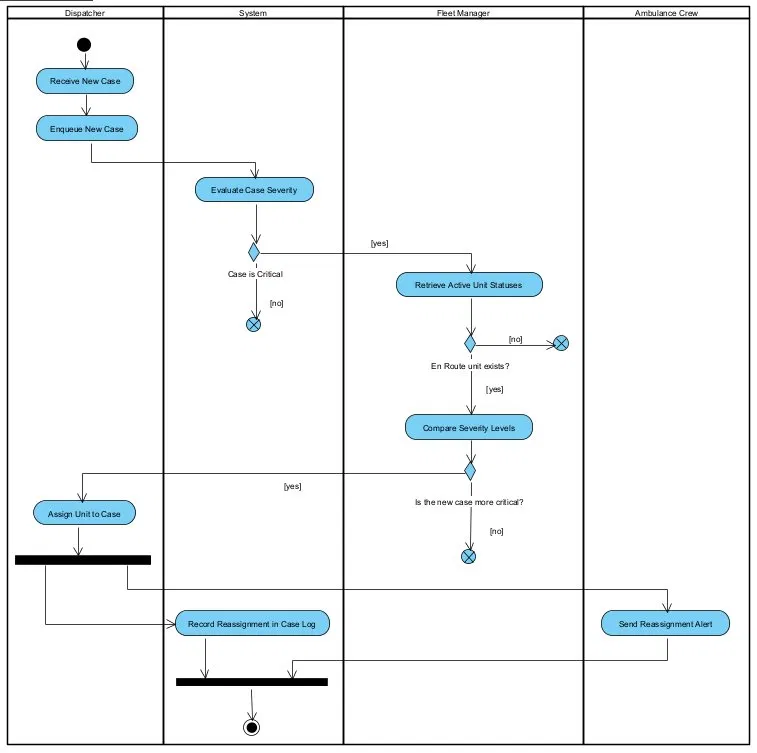 Dispatcher
System
Fleet Manager
Ambulance Crew
Receive New Case
Enqueue New Case
Evaluate Case Severity
[yes]
Case is Critical
Retrieve Active Unit Statuses
[no]
[no]
En Route unit exists?
[yes]
Compare Severity Levels
[yes]
Is the new case more critical?
Assign Unit to Case
[no]
Record Reassignment in Case Log
Send Reassignment Alert